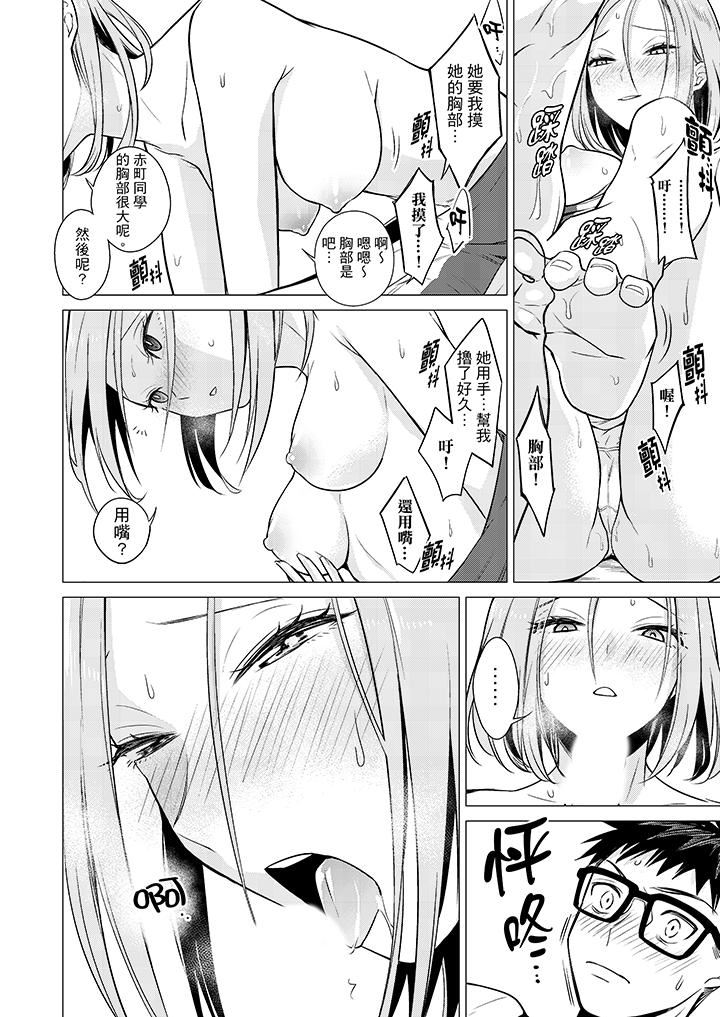 顫抖
吁……
……！
踩踏
踩踏
喔！
胸部！
顫抖
吁…
她要我摸
她的胸部…
顫抖
我摸了…！
吁
啊～
嗯嗯～
胸部是
吧…
赤町同學
的胸部很大呢。
然後呢？
顫抖
她用手…幫我
擼了好久…
顫抖
吁！
還用嘴…
顫抖
用嘴？
……
怦
咚…